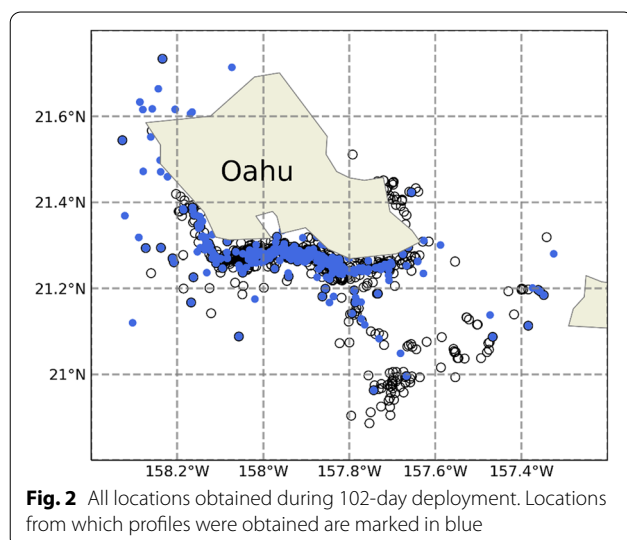 21.6°N
Oahu
21.4°N
21.2°N
21°N
158.2°W 158°W 157.8°W 157.6°W 157.4°W
Fig. 2 All locations obtained during 102-day deployment. Locations
from which profiles were obtained are marked in blue